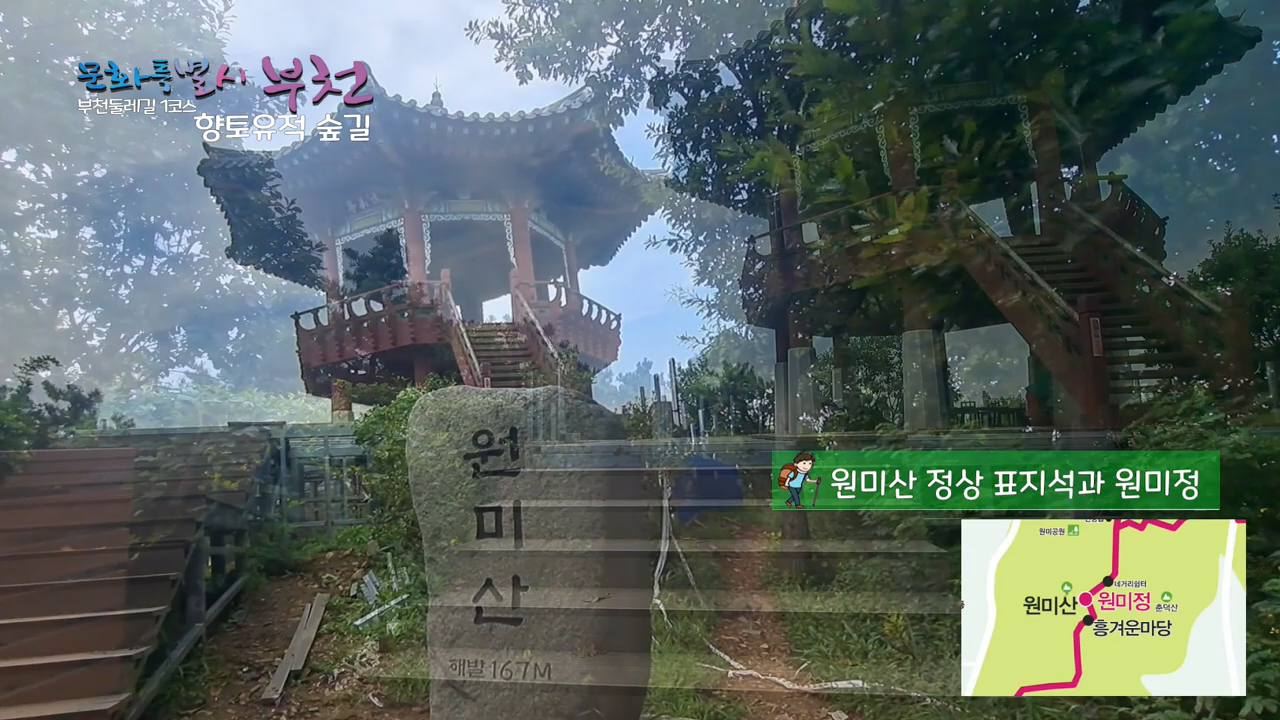 문화특별시 부천
부천둘레길 1코스
향토유적 숲길
원미산
해발 167M
원미산 정상 표지석과 원미정
원미공원
네거리쉼터
원미산
원미정
춘덕산
흥겨운마당